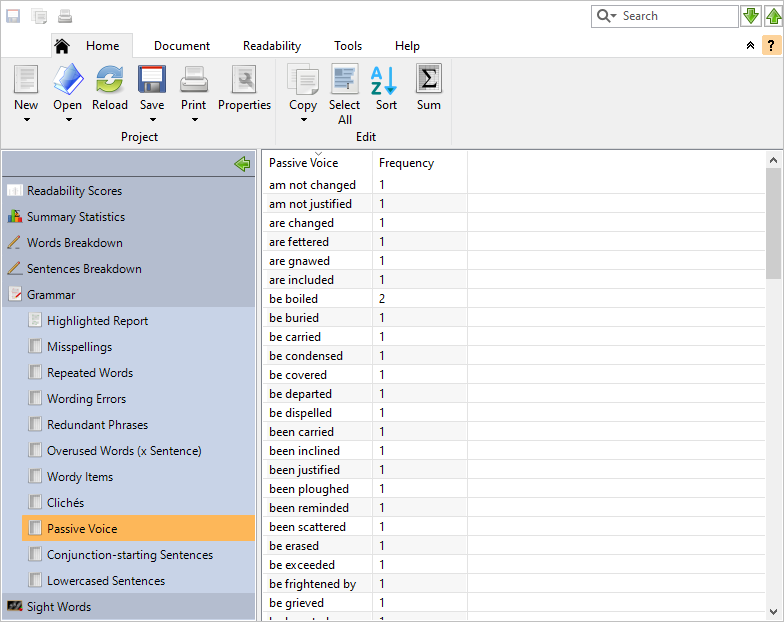 Search
?
Home Document Readability Tools Help
New Open Reload Save Print Properties Copy Select All Sort Sum
Project Edit
Readability Scores
Summary Statistics
Words Breakdown
Sentences Breakdown
Grammar
Highlighted Report
Misspellings
Repeated Words
Wording Errors
Redundant Phrases
Overused Words (x Sentence)
Wordy Items
Clichés
Passive Voice
Conjunction-starting Sentences
Lowercased Sentences
Sight Words
Passive Voice Frequency
am not changed 1
am not justified 1
are changed 1
are fettered 1
are gnawed 1
are included 1
be boiled 2
be buried 1
be carried 1
be condensed 1
be covered 1
be departed 1
be dispelled 1
been carried 1
been inclined 1
been justified 1
been ploughed 1
been reminded 1
been scattered 1
be erased 1
be exceeded 1
be frightened by 1
be grieved 1